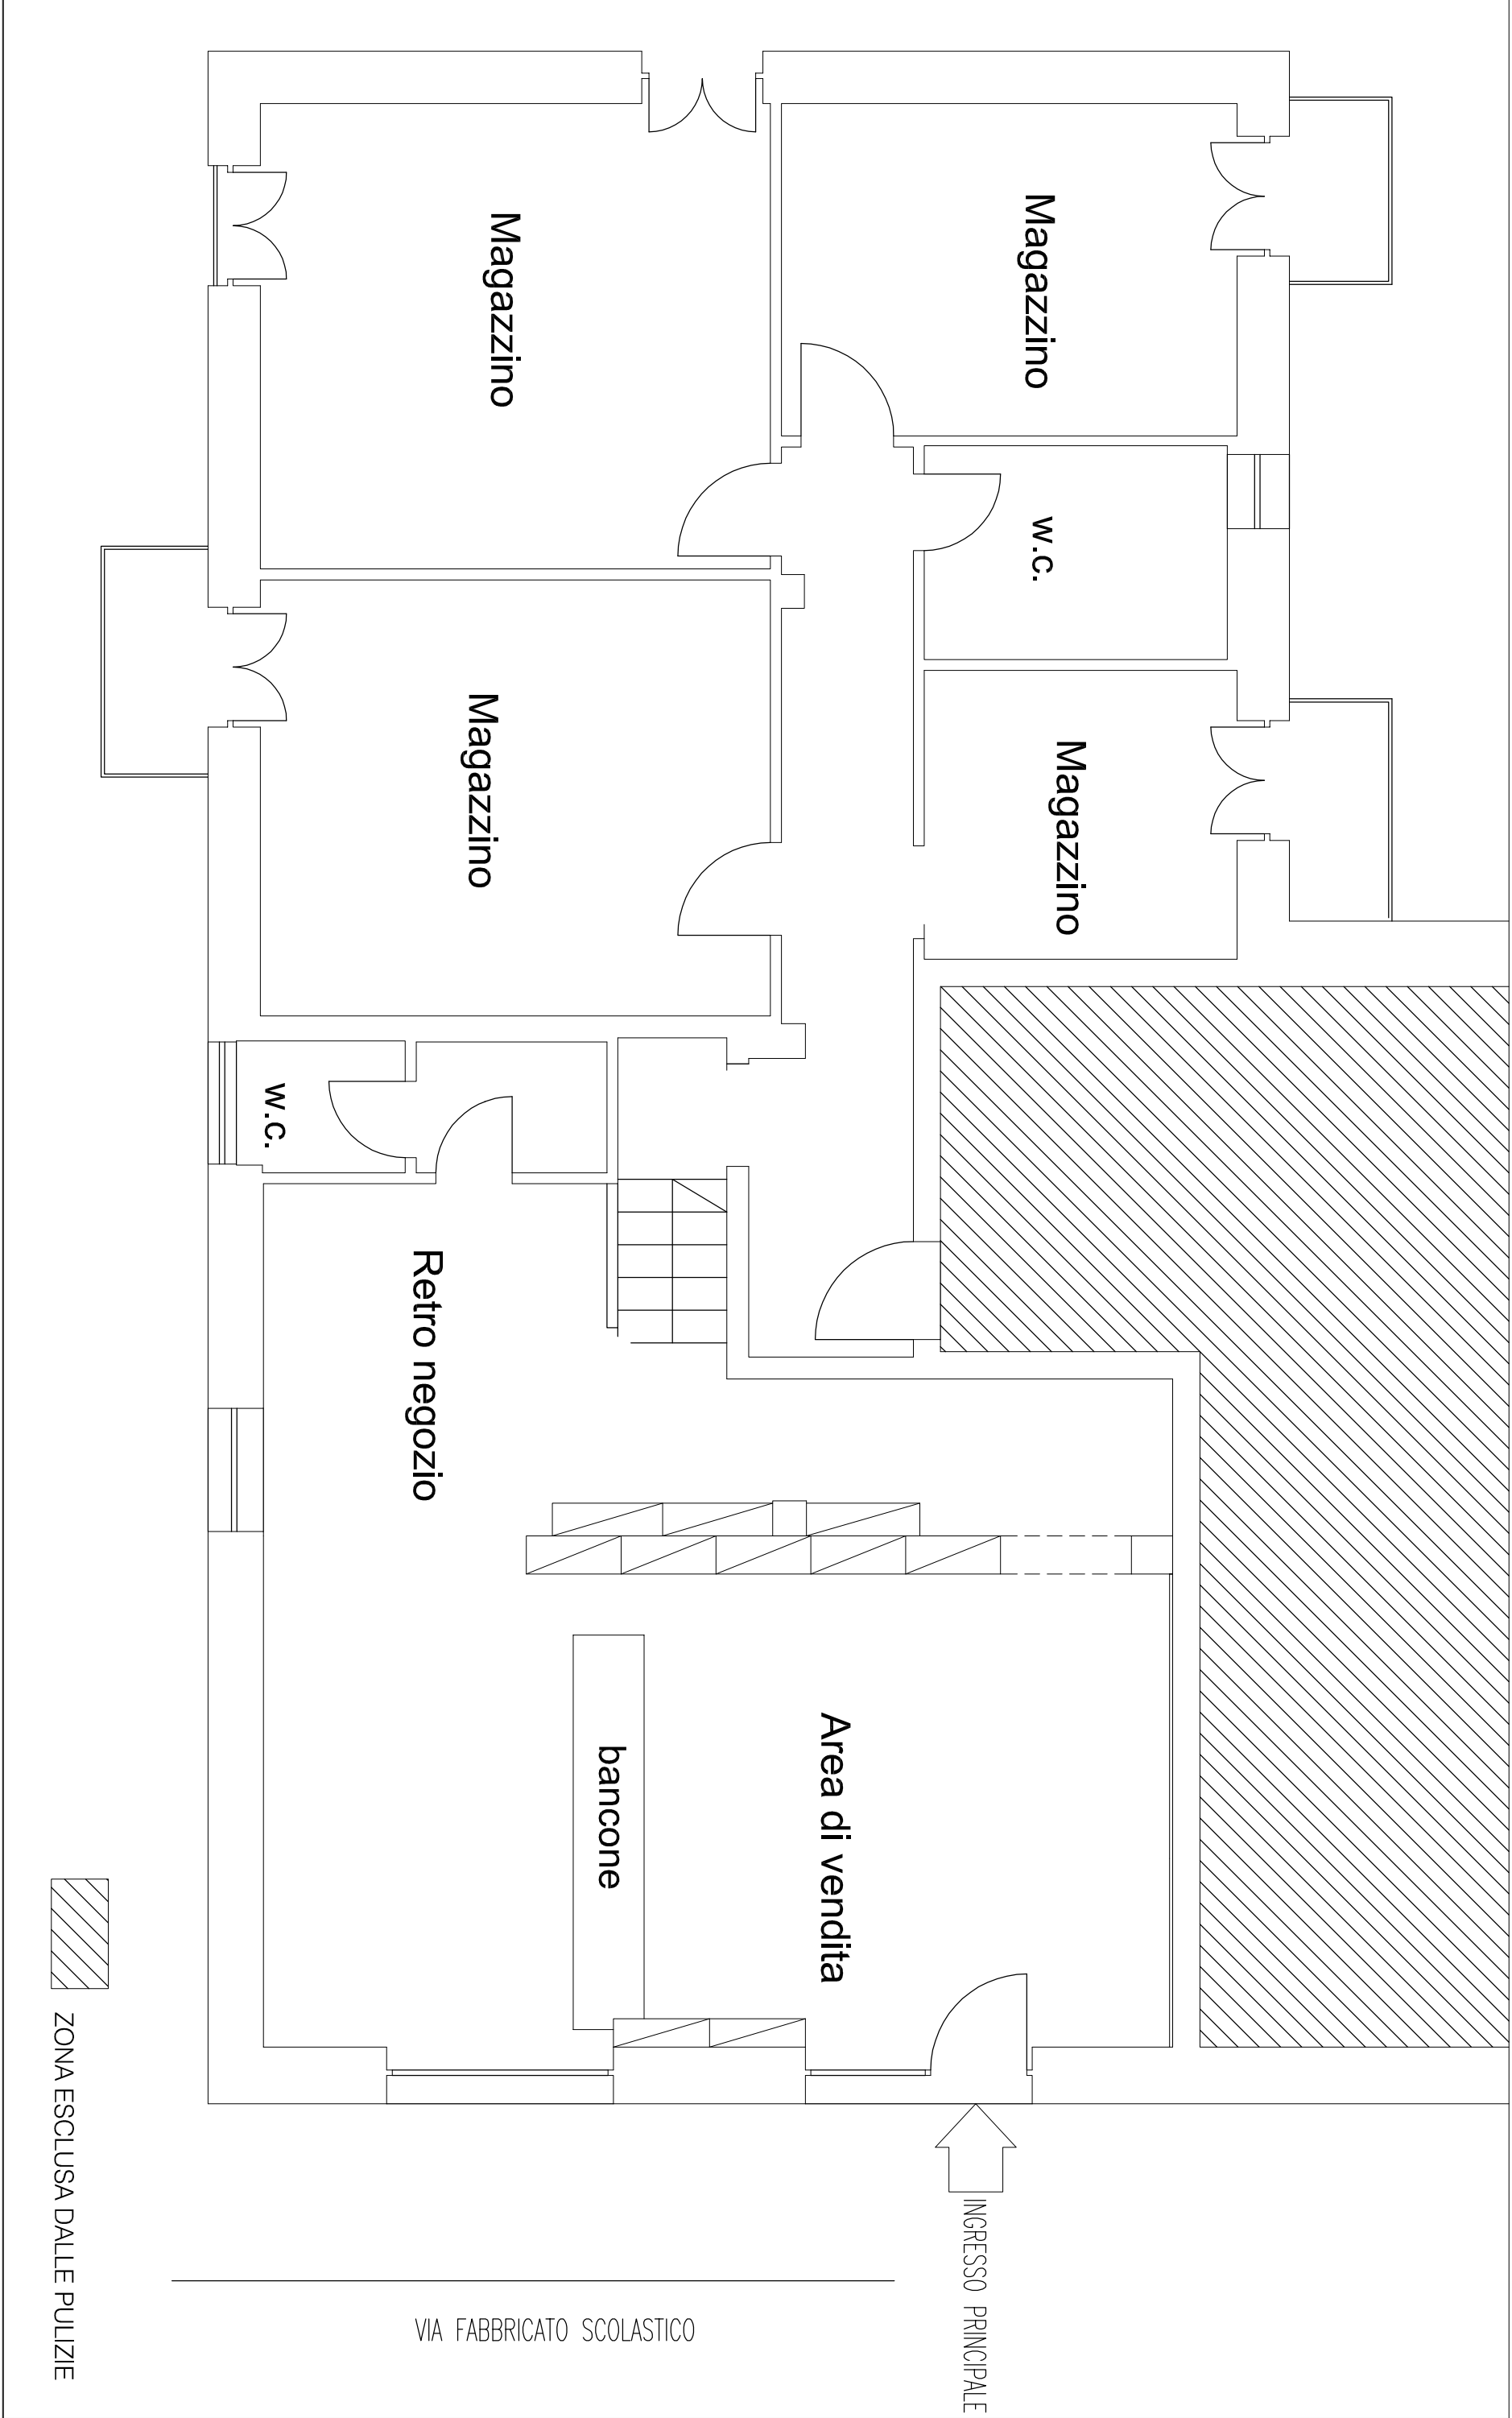 Magazzino
Magazzino
w.c.
Magazzino
Magazzino
w.c.
Retro negozio
bancone
Area di vendita
INGRESSO PRINCIPALE
VIA FABBRICATO SCOLASTICO
ZONA ESCLUSA DALLE PULIZIE